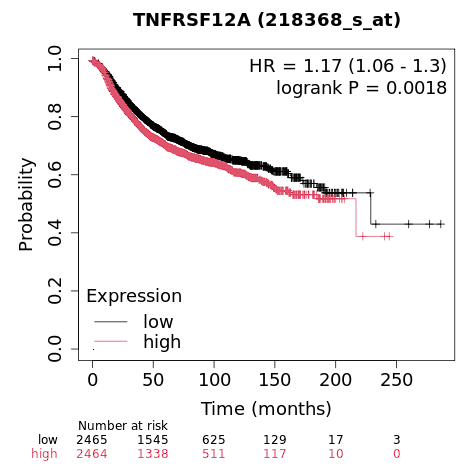 TNFRSF12A (218368_s_at)
HR = 1.17 (1.06 - 1.3)
logrank P = 0.0018
Probability
1.0
0.8
0.6
0.4
0.2
0.0
Expression
low
high
0 50 100 150 200 250
Time (months)
Number at risk
low 2465 1545 625 129 17 3
high 2464 1338 511 117 10 0